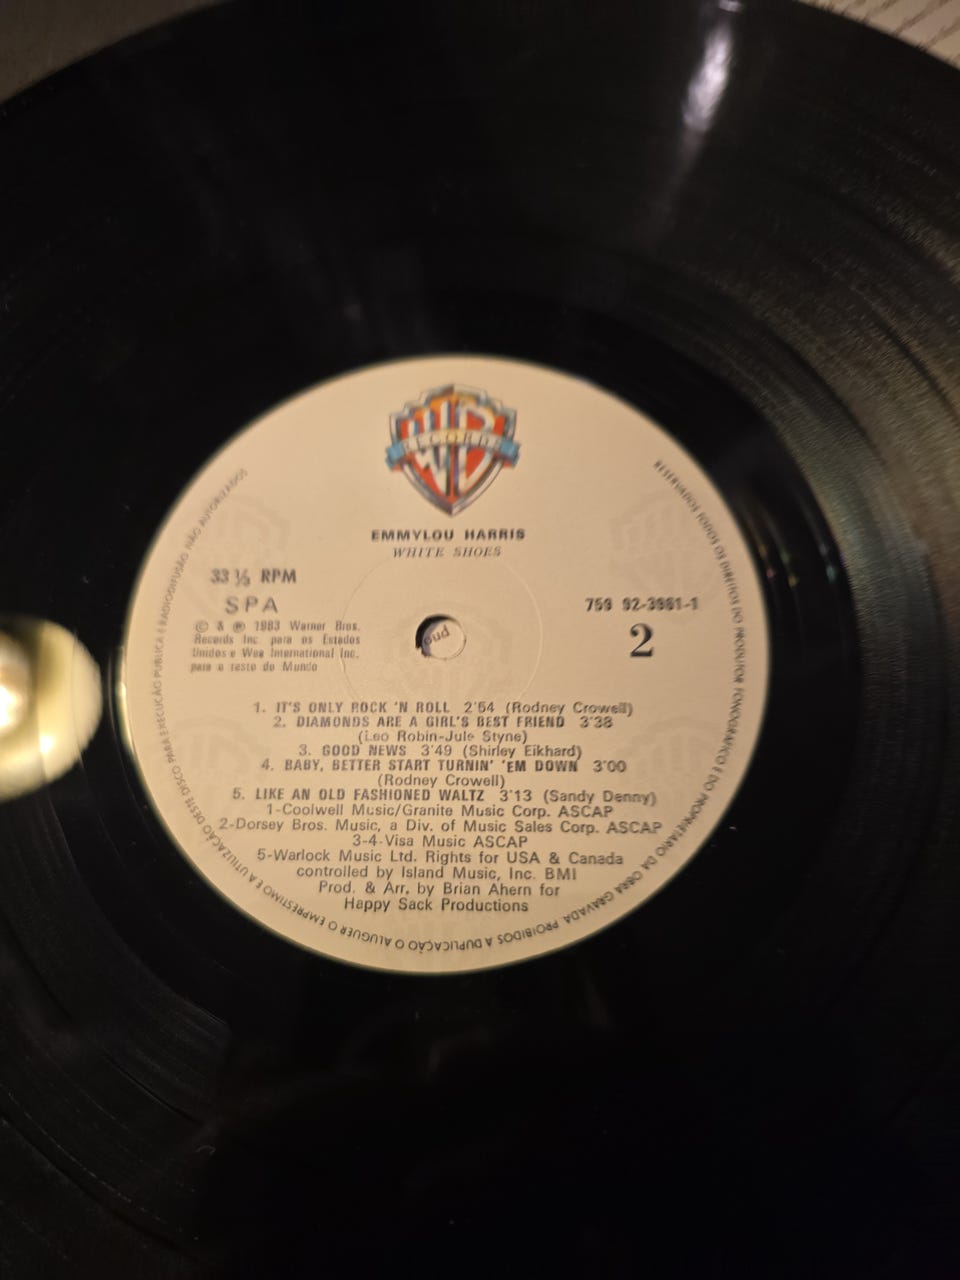 RECORDS
EMMYLOU HARRIS
WHITE SHOES
33 ⅓ RPM
SPA
759 92-3961-1
2
© & ℗ 1983 Warner Bros.
Records Inc. para os Estados
Unidos e Wea International Inc.
para o resto do Mundo
1. IT'S ONLY ROCK 'N ROLL 2'54 (Rodney Crowell)
2. DIAMONDS ARE A GIRL'S BEST FRIEND 3'38
(Leo Robin-Jule Styne)
3. GOOD NEWS 3'49 (Shirley Eikhard)
4. BABY, BETTER START TURNIN' 'EM DOWN 3'00
(Rodney Crowell)
5. LIKE AN OLD FASHIONED WALTZ 3'13 (Sandy Denny)
1-Coolwell Music/Granite Music Corp. ASCAP
2-Dorsey Bros. Music, a Div. of Music Sales Corp. ASCAP
3-4-Visa Music ASCAP
5-Warlock Music Ltd. Rights for USA & Canada
controlled by Island Music, Inc. BMI
Prod. & Arr. by Brian Ahern for
Happy Sack Productions
RESERVADOS TODOS OS DIREITOS DO PRODUTOR FONOGRÁFICO E DO PROPRIETÁRIO DA OBRA GRAVADA. PROIBIDOS A DUPLICAÇÃO O ALUGUER O EMPRÉSTIMO E A UTILIZAÇÃO DESTE DISCO PARA EXECUÇÃO PÚBLICA E RADIODIFUSÃO NÃO AUTORIZADOS